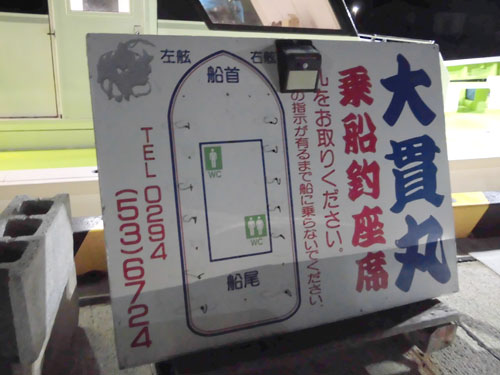 大貫丸
乗船釣座席
をお取りください。
の指示が有るまで船に乗らないでください。
左舷
右舷
船首
WC
WC
船尾
TEL 0294
(53)6724